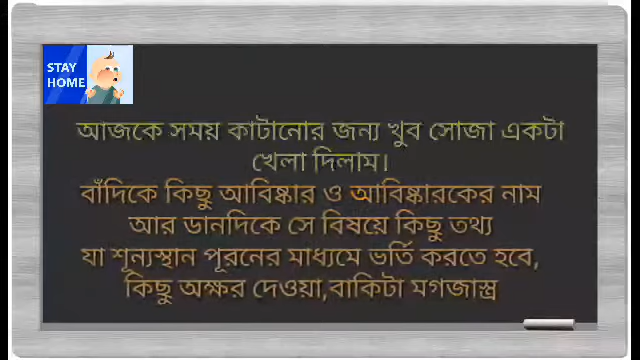 STAY
HOME
আজকে সময় কাটানোর জন্য খুব সোজা একটা
খেলা দিলাম।
বাঁদিকে কিছু আবিষ্কার ও আবিষ্কারকের নাম
আর ডানদিকে সে বিষয়ে কিছু তথ্য
যা শূন্যস্থান পূরনের মাধ্যমে ভর্তি করতে হবে,
কিছু অক্ষর দেওয়া,বাকিটা মগজাস্ত্র